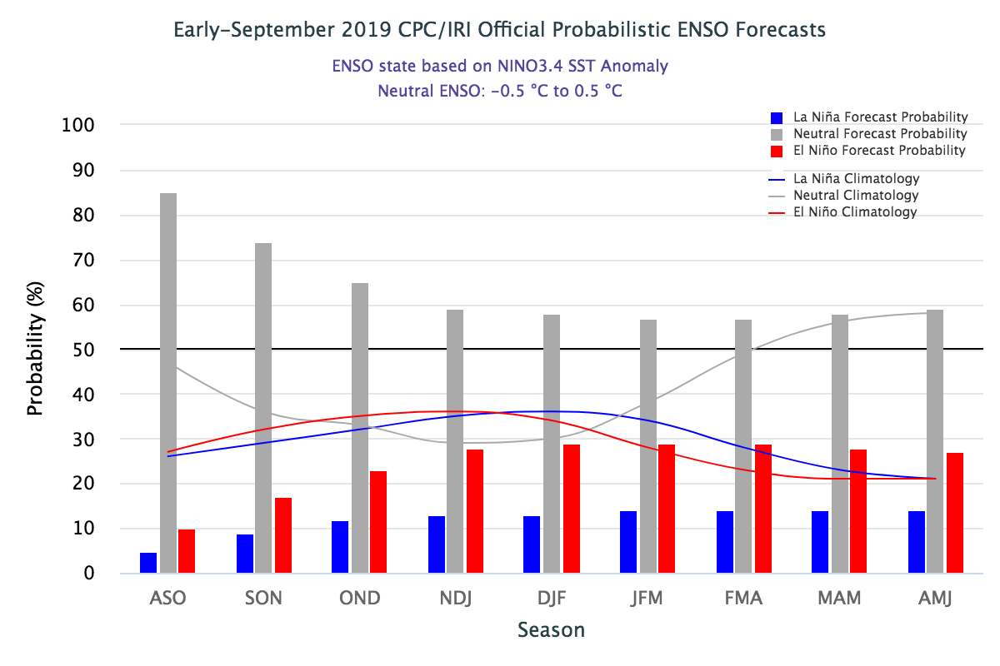 Early-September 2019 CPC/IRI Official Probabilistic ENSO Forecasts
ENSO state based on NINO3.4 SST Anomaly
Neutral ENSO: -0.5 °C to 0.5 °C
La Niña Forecast Probability
Neutral Forecast Probability
El Niño Forecast Probability
La Niña Climatology
Neutral Climatology
El Niño Climatology
Probability (%)
100
90
80
70
60
50
40
30
20
10
0
ASO SON OND NDJ DJF JFM FMA MAM AMJ
Season